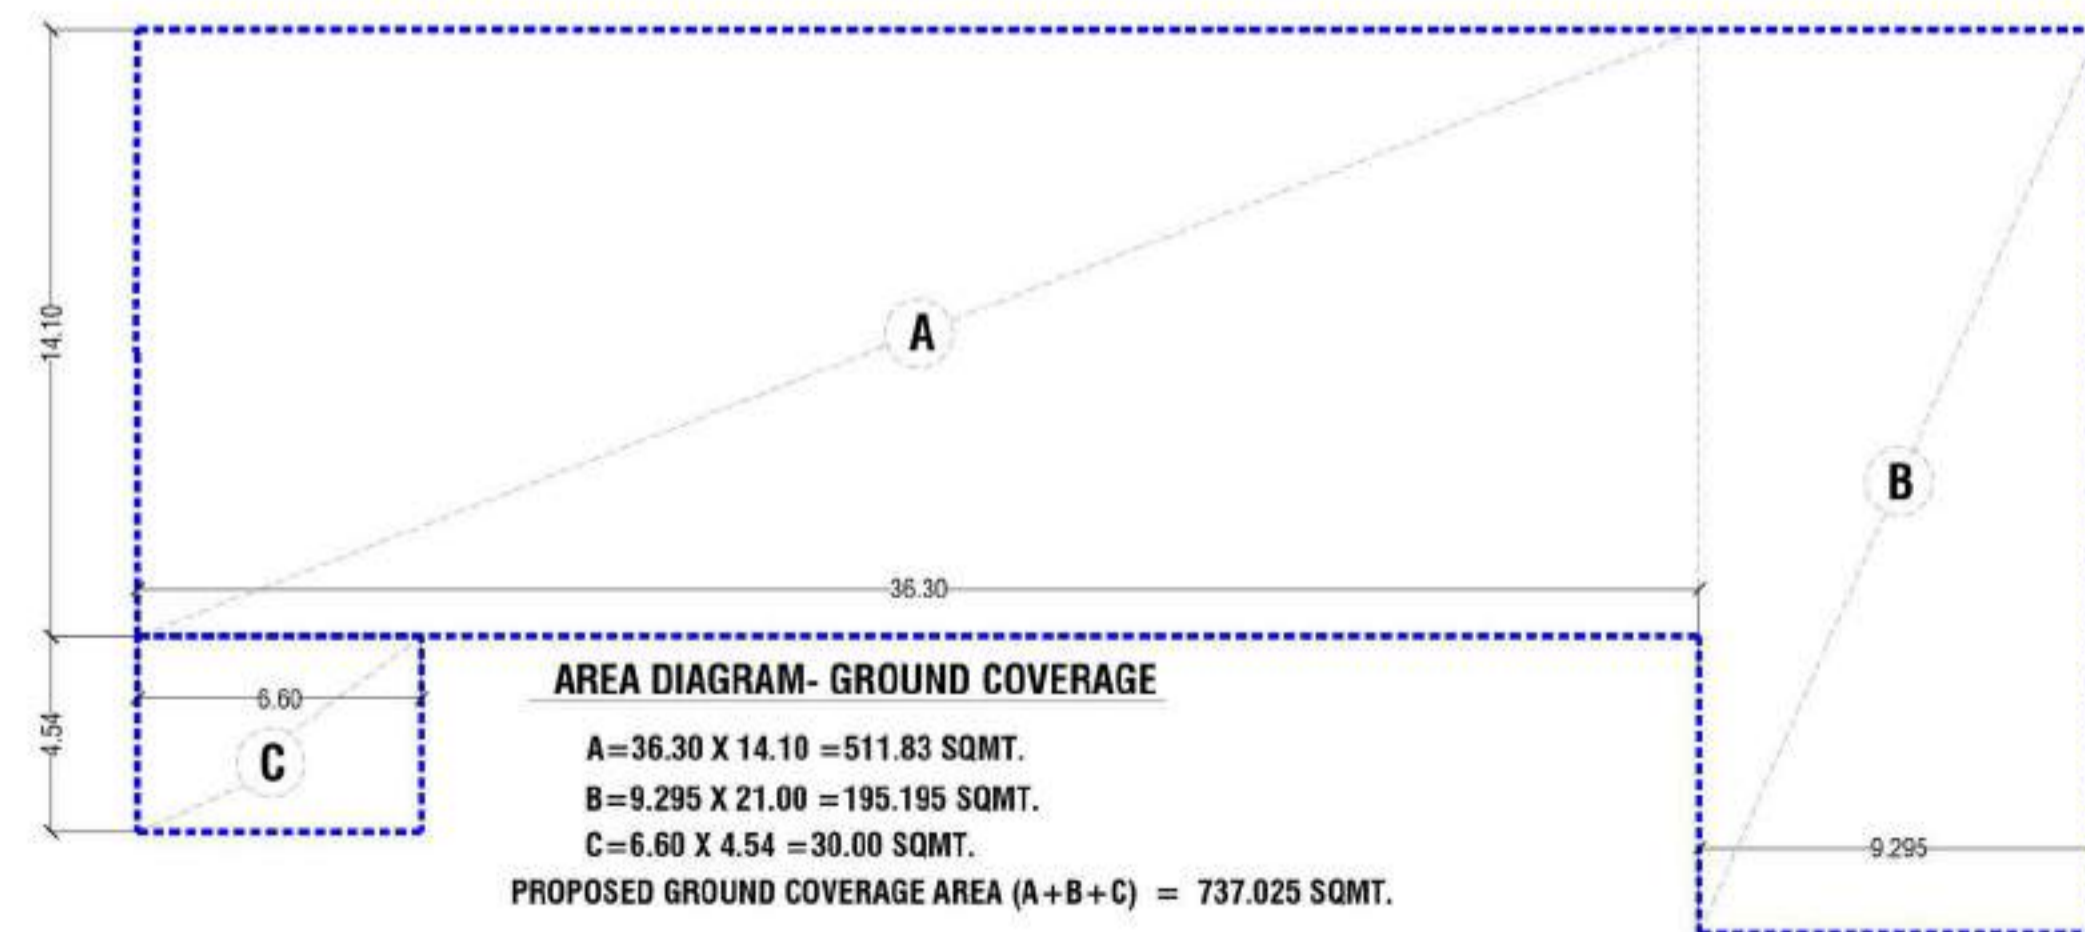 A
14.10
B
36.30
6.60
4.54
C
AREA DIAGRAM- GROUND COVERAGE
A=36.30 X 14.10 =511.83 SQMT.
B=9.295 X 21.00 =195.195 SQMT.
C=6.60 X 4.54 =30.00 SQMT.
9.295
PROPOSED GROUND COVERAGE AREA (A+B+C) = 737.025 SQMT.